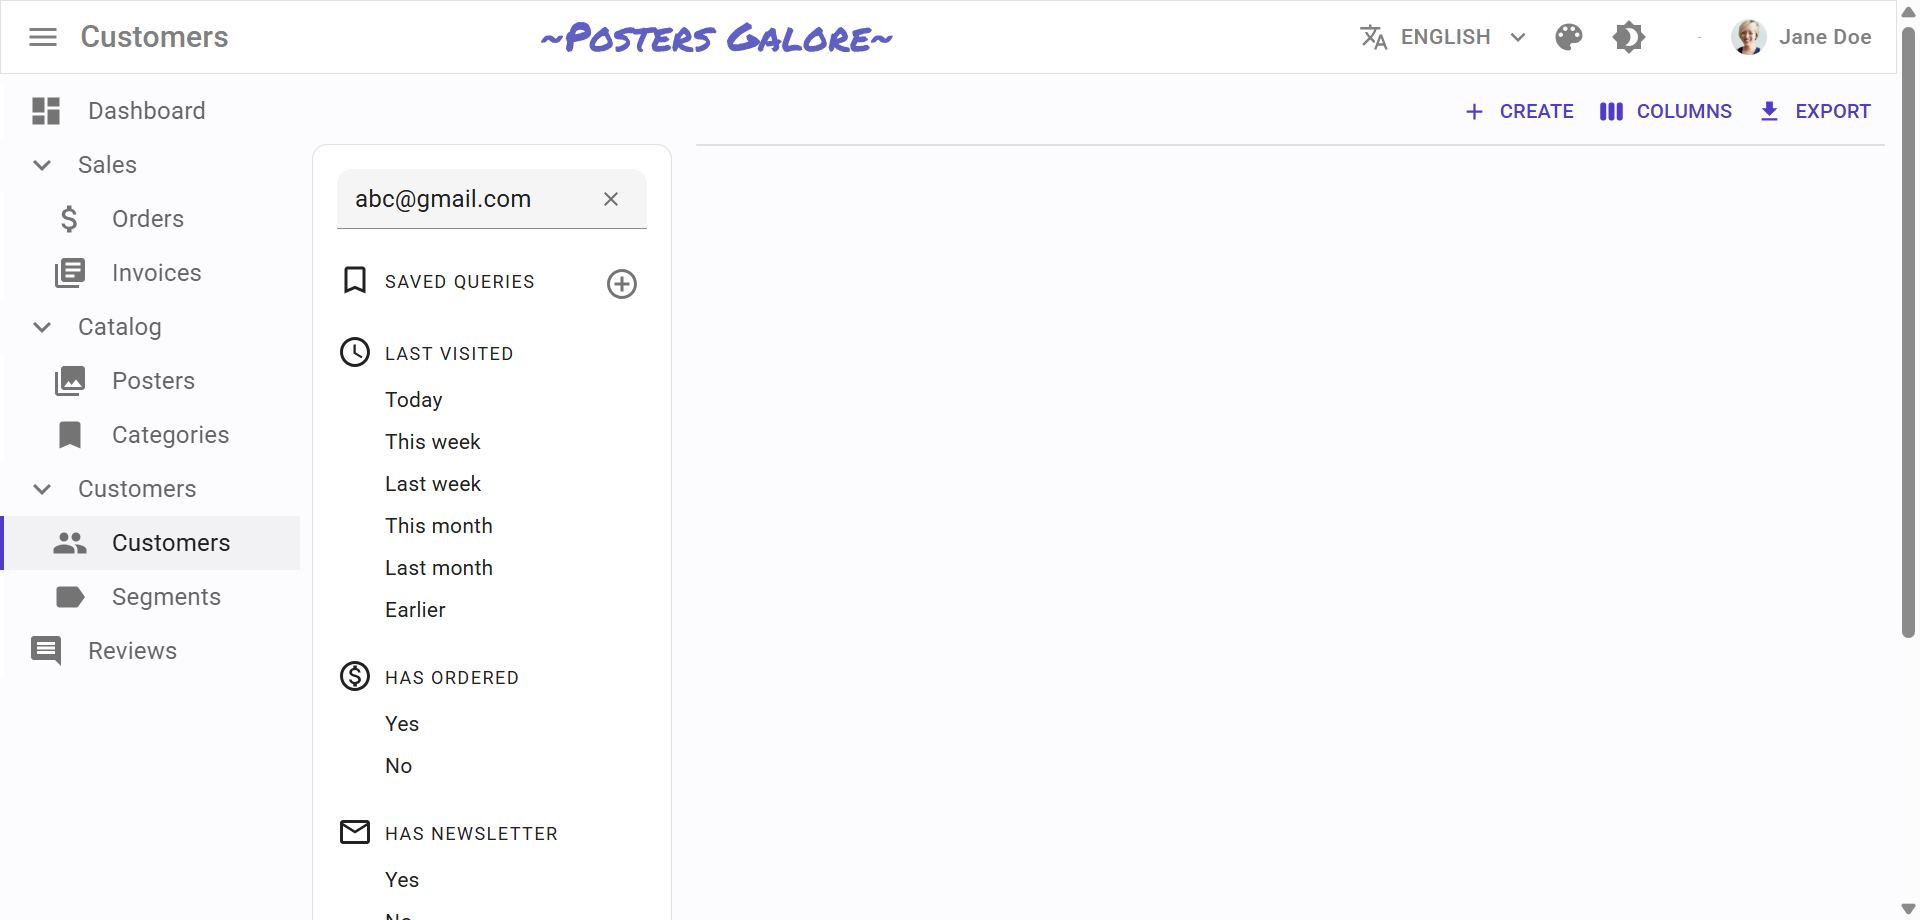 Customers
~Posters Galore~
ENGLISH
Jane Doe
Dashboard
Sales
Orders
Invoices
Catalog
Posters
Categories
Customers
Customers
Segments
Reviews
CREATE
COLUMNS
EXPORT
abc@gmail.com
SAVED QUERIES
LAST VISITED
Today
This week
Last week
This month
Last month
Earlier
HAS ORDERED
Yes
No
HAS NEWSLETTER
Yes
No